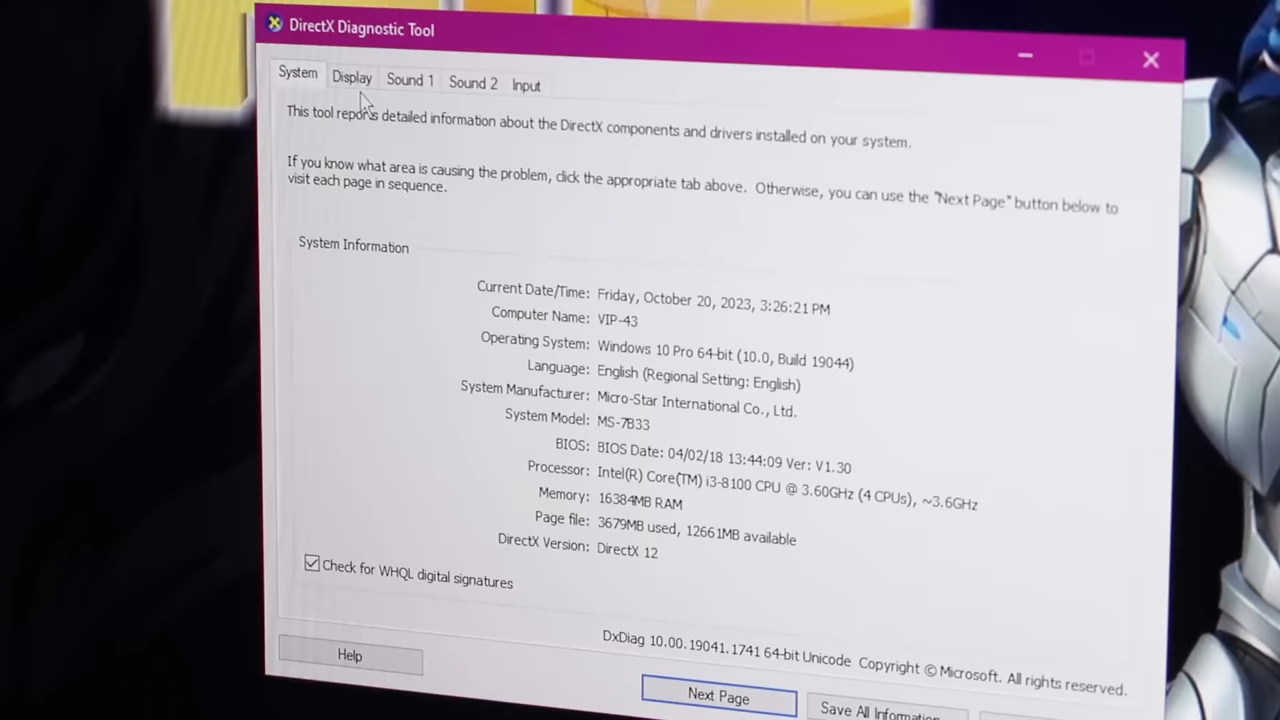 DirectX Diagnostic Tool
System Display Sound 1 Sound 2 Input
This tool reports detailed information about the DirectX components and drivers installed on your system.
If you know what area is causing the problem, click the appropriate tab above. Otherwise, you can use the "Next Page" button below to
visit each page in sequence.
System Information
Current Date/Time: Friday, October 20, 2023, 3:26:21 PM
Computer Name: VIP-43
Operating System: Windows 10 Pro 64-bit (10.0, Build 19044)
Language: English (Regional Setting: English)
System Manufacturer: Micro-Star International Co., Ltd.
System Model: MS-7B33
BIOS: BIOS Date: 04/02/18 13:44:09 Ver: V1.30
Processor: Intel(R) Core(TM) i3-8100 CPU @ 3.60GHz (4 CPUs), ~3.6GHz
Memory: 16384MB RAM
Page file: 3679MB used, 12661MB available
DirectX Version: DirectX 12
Check for WHQL digital signatures
DxDiag 10.00.19041.1741 64-bit Unicode Copyright © Microsoft. All rights reserved.
Help
Next Page
Save All Information